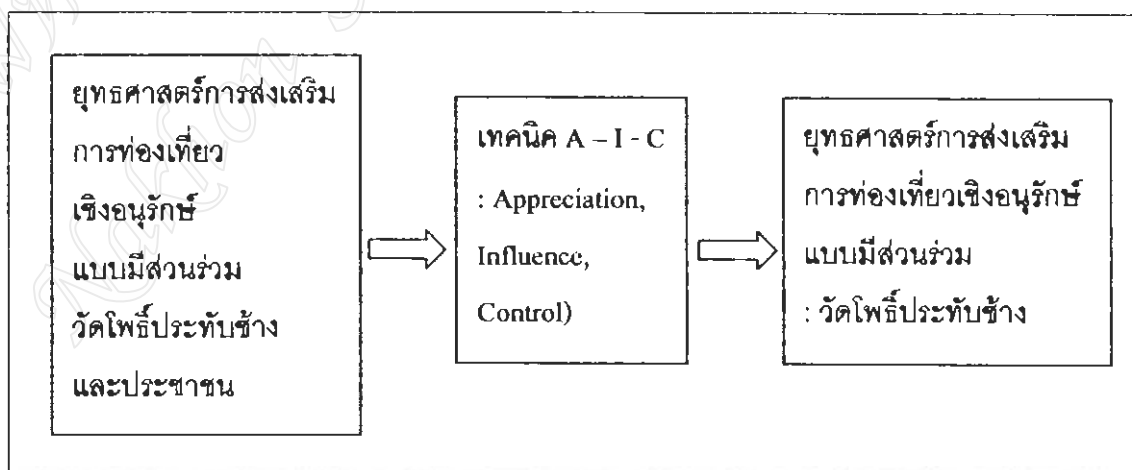 ยุทธศาสตร์การส่งเสริม
การท่องเที่ยว
เชิงอนุรักษ์
แบบมีส่วนร่วม
วัดโพธิ์ประทับช้าง
และประชาชน
เทคนิค A – I - C
: Appreciation,
Influence,
Control)
ยุทธศาสตร์การส่งเสริม
การท่องเที่ยวเชิงอนุรักษ์
แบบมีส่วนร่วม
: วัดโพธิ์ประทับช้าง
Nakhon